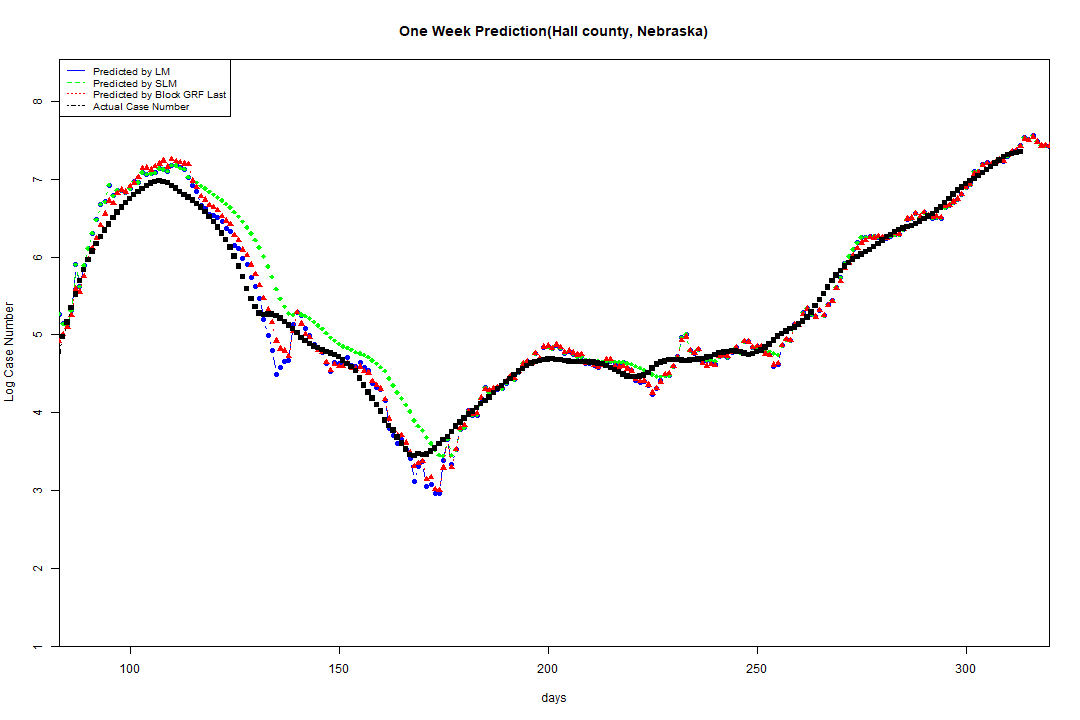 One Week Prediction(Hall county, Nebraska)
Predicted by LM
Predicted by SLM
Predicted by Block GRF Last
Actual Case Number
Log Case Number
8
7
6
5
4
3
2
1
100 150 200 250 300
days